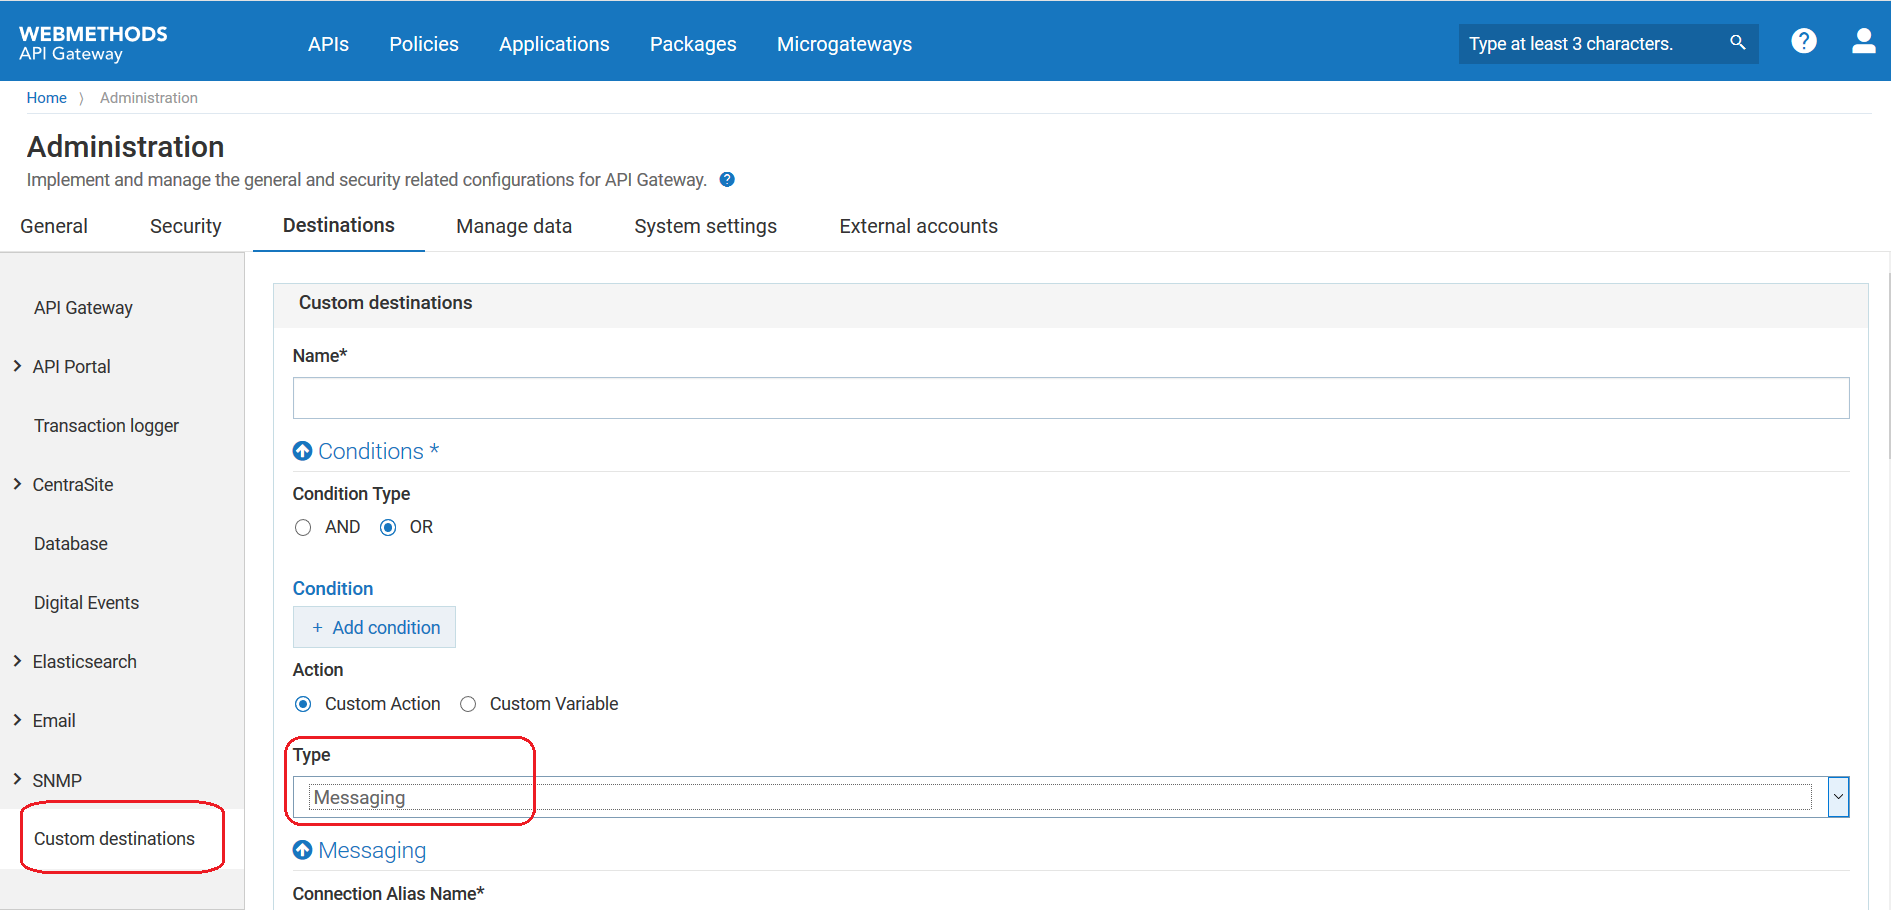 WEBMETHODS
API Gateway
APIs Policies Applications Packages Microgateways
Type at least 3 characters.
?
Home 〉 Administration
Administration
Implement and manage the general and security related configurations for API Gateway. ?
General Security Destinations Manage data System settings External accounts
API Gateway
API Portal
Transaction logger
CentraSite
Database
Digital Events
Elasticsearch
Email
SNMP
Custom destinations
Custom destinations
Name*
Conditions *
Condition Type
AND OR
Condition
+ Add condition
Action
Custom Action Custom Variable
Type
Messaging
Messaging
Connection Alias Name*